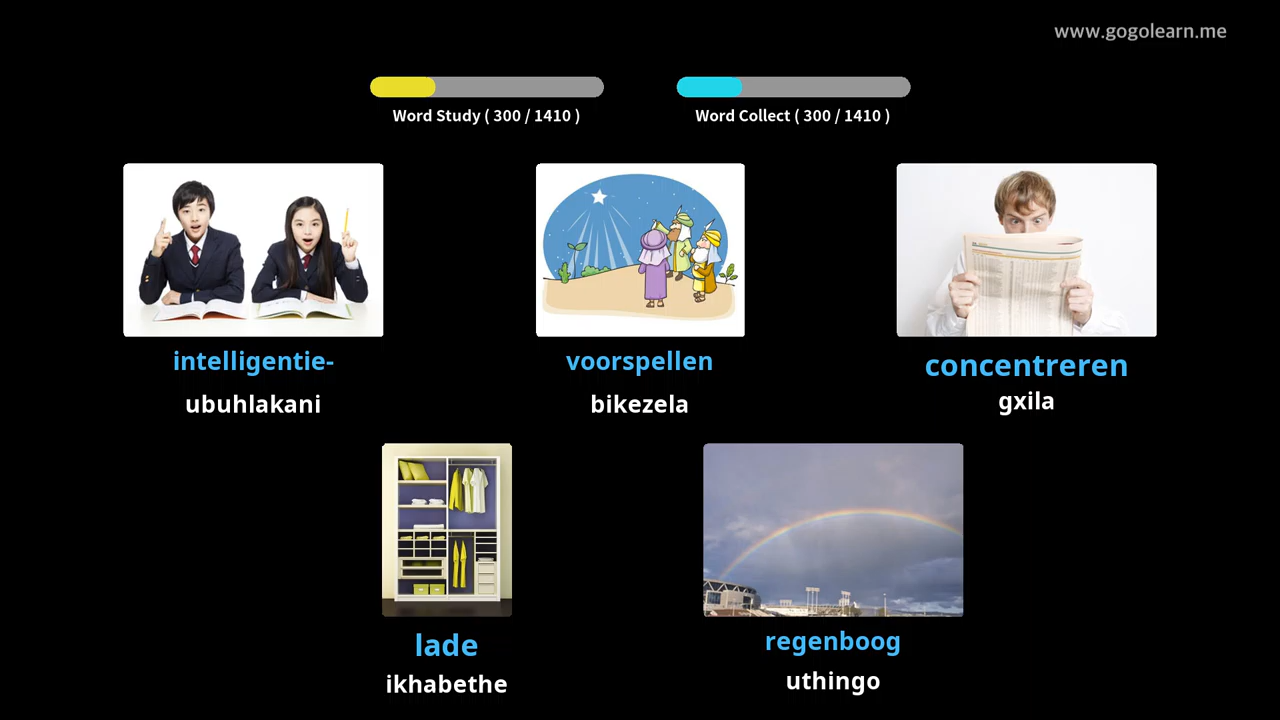 www.gogolearn.me
Word Study ( 300 / 1410 )
Word Collect ( 300 / 1410 )
intelligentie-
ubuhlakani
voorspellen
bikezela
concentreren
gxila
lade
ikhabethe
regenboog
uthingo